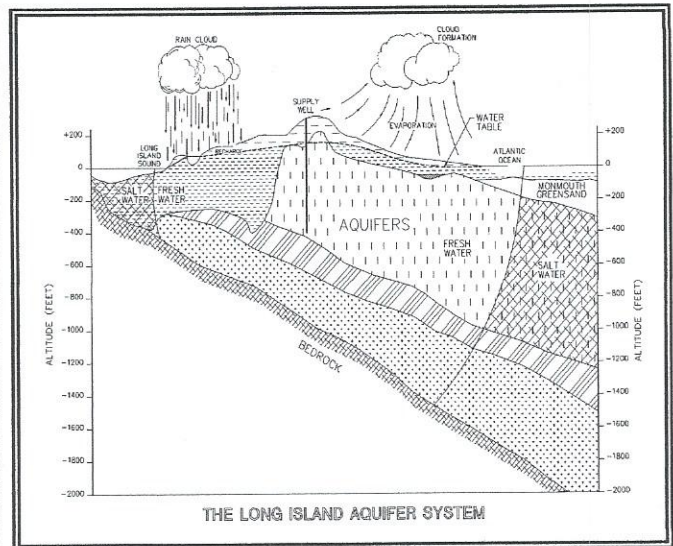 RAIN CLOUD
CLOUD
FORMATION
SUPPLY
WELL
EVAPORATION
WATER
TABLE
LONG
ISLAND
SOUND
RECHARGE
ATLANTIC
OCEAN
+200
0
-200
-400
-600
-800
-1000
-1200
-1400
-1600
-1800
-2000
ALTITUDE (FEET)
SALT
WATER
FRESH
WATER
AQUIFERS
FRESH
WATER
MONMOUTH
GREENSAND
SALT
WATER
BEDROCK
+200
0
-200
-400
-600
-800
-1000
-1200
-1400
-1600
-1800
-2000
ALTITUDE (FEET)
THE LONG ISLAND AQUIFER SYSTEM